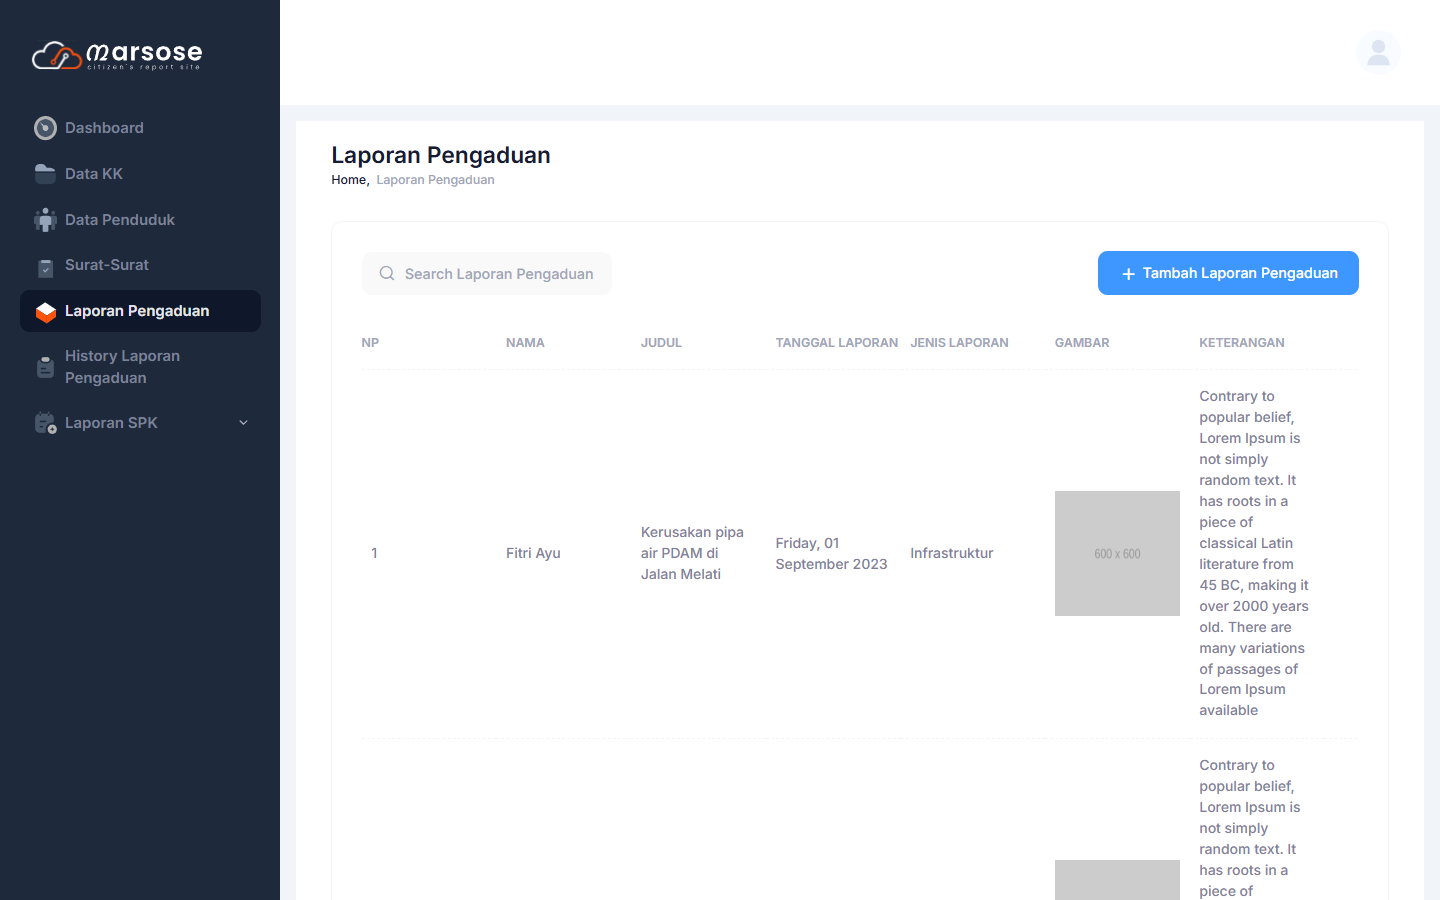 Marsose
citizen's report site
Dashboard
Data KK
Data Penduduk
Surat-Surat
Laporan Pengaduan
History Laporan
Pengaduan
Laporan SPK
Laporan Pengaduan
Home, Laporan Pengaduan
Search Laporan Pengaduan
+ Tambah Laporan Pengaduan
NP NAMA JUDUL TANGGAL LAPORAN JENIS LAPORAN GAMBAR KETERANGAN
1
Fitri Ayu
Kerusakan pipa
air PDAM di
Jalan Melati
Friday, 01
September 2023
Infrastruktur
600 x 600
Contrary to
popular belief,
Lorem Ipsum is
not simply
random text. It
has roots in a
piece of
classical Latin
literature from
45 BC, making it
over 2000 years
old. There are
many variations
of passages of
Lorem Ipsum
available
Contrary to
popular belief,
Lorem Ipsum is
not simply
random text. It
has roots in a
piece of